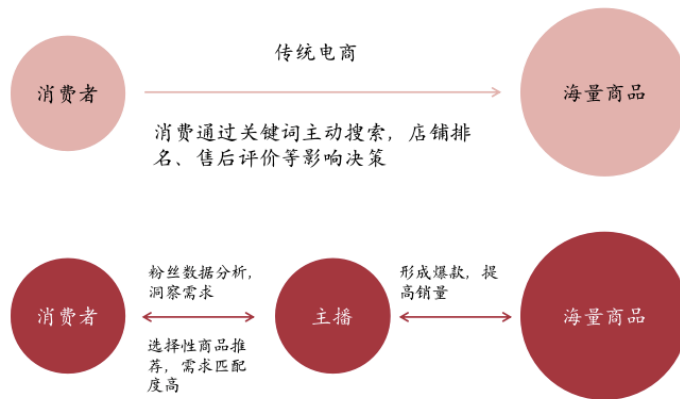 传统电商
消费者
海量商品
消费通过关键词主动搜索，店铺排
名、售后评价等影响决策
粉丝数据分析，
洞察需求
形成爆款，提
高销量
消费者
主播
海量商品
选择性商品推
荐，需求匹配
度高